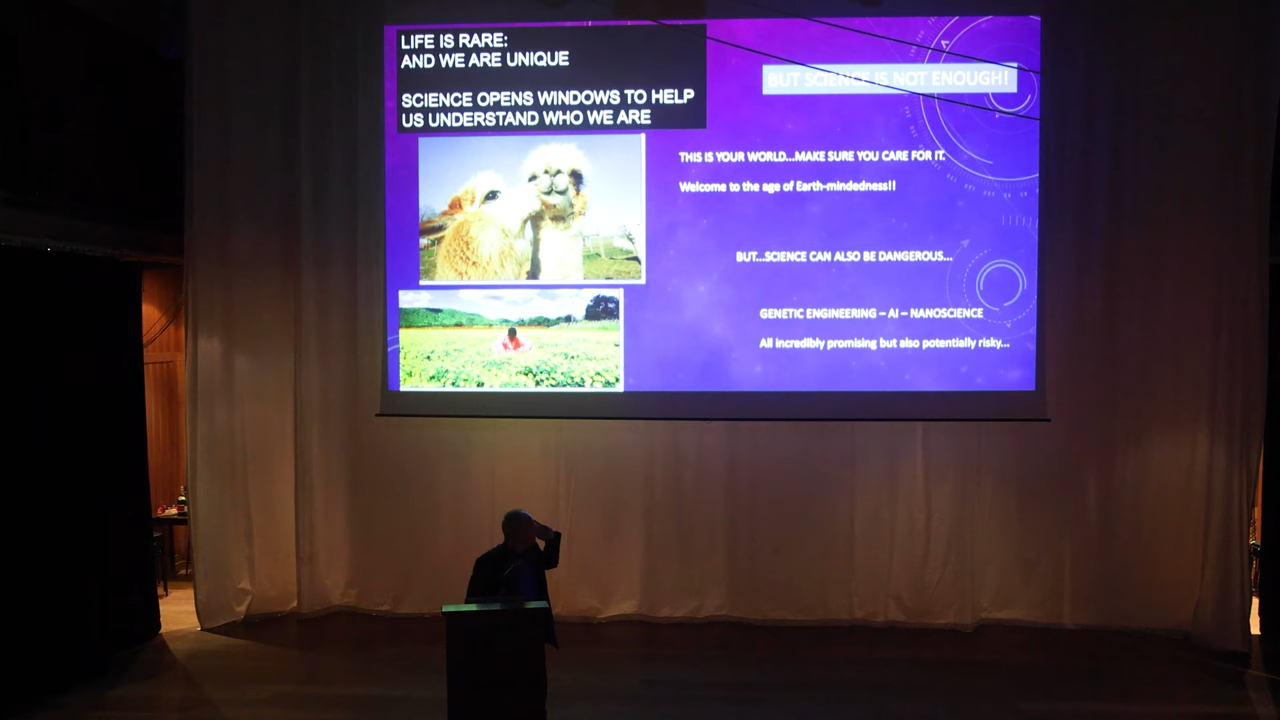 LIFE IS RARE:
AND WE ARE UNIQUE
SCIENCE OPENS WINDOWS TO HELP
US UNDERSTAND WHO WE ARE
BUT SCIENCE IS NOT ENOUGH!
THIS IS YOUR WORLD...MAKE SURE YOU CARE FOR IT.
Welcome to the age of Earth-mindedness!!
BUT...SCIENCE CAN ALSO BE DANGEROUS...
GENETIC ENGINEERING – AI – NANOSCIENCE
All incredibly promising but also potentially risky...